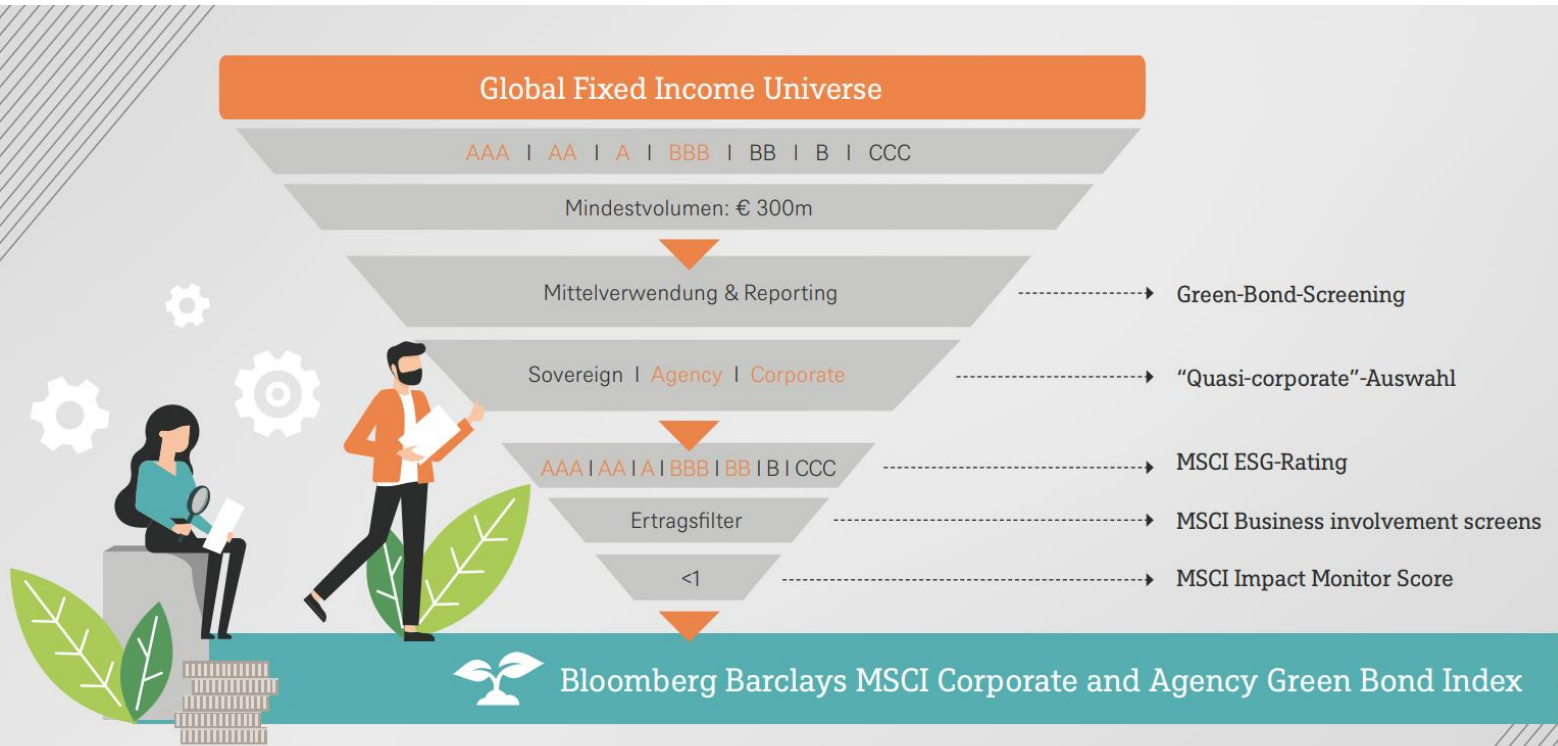 Global Fixed Income Universe
AAA I AA I A I BBB I BB I B I CCC
Mindestvolumen: € 300m
Mittelverwendung & Reporting
Green-Bond-Screening
Sovereign I Agency I Corporate
“Quasi-corporate”-Auswahl
AAA I AA I A I BBB I BB I B I CCC
MSCI ESG-Rating
Ertragsfilter
MSCI Business involvement screens
<1
MSCI Impact Monitor Score
Bloomberg Barclays MSCI Corporate and Agency Green Bond Index